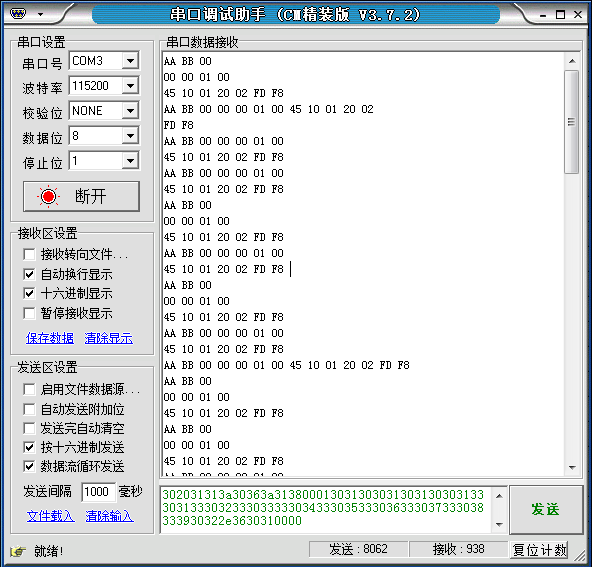 串口调试助手 (CM精装版 V3.7.2)
串口设置
串口号 COM3
波特率 115200
校验位 NONE
数据位 8
停止位 1
断开
接收区设置
接收转向文件...
自动换行显示
十六进制显示
暂停接收显示
保存数据 清除显示
发送区设置
启用文件数据源...
自动发送附加位
发送完自动清空
按十六进制发送
数据流循环发送
发送间隔 1000 毫秒
文件载入 清除输入
串口数据接收
AA BB 00
00 00 01 00
45 10 01 20 02 FD F8
AA BB 00 00 00 01 00 45 10 01 20 02
FD F8
AA BB 00 00 00 01 00
45 10 01 20 02 FD F8
AA BB 00 00 00 01 00
45 10 01 20 02 FD F8
AA BB 00
00 00 01 00
45 10 01 20 02 FD F8
AA BB 00 00 00 01 00
45 10 01 20 02 FD F8
AA BB 00
00 00 01 00
45 10 01 20 02 FD F8
AA BB 00 00 00 01 00
45 10 01 20 02 FD F8
AA BB 00 00 00 01 00 45 10 01 20 02 FD F8
AA BB 00
00 00 01 00
45 10 01 20 02 FD F8
AA BB 00
00 00 01 00
45 10 01 20 02 FD F8
AA BB 00 00 00 01 00
302031313a30363a313800013031303031303130303133
303133303233303333303433303533303633303733303８
333930322e3630310000
发送
就绪!
发送 : 8062
接收 : 938
复位计数